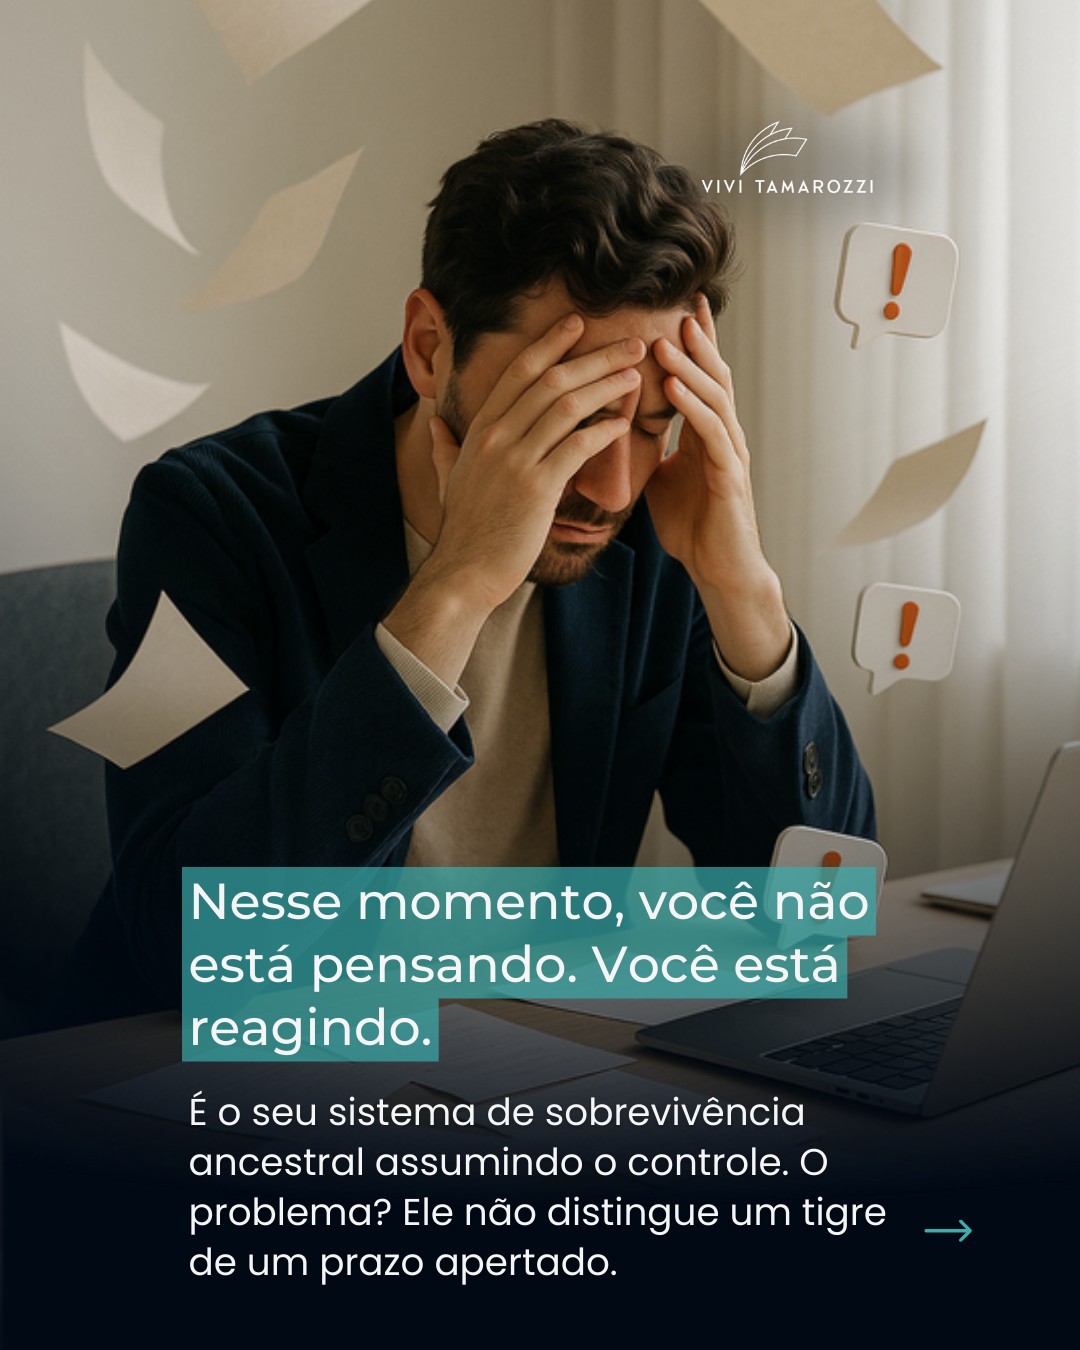 VIVI TAMAROZZI
!
!
!
Nesse momento, você não
está pensando. Você está
reagindo.
É o seu sistema de sobrevivência
ancestral assumindo o controle. O
problema? Ele não distingue um tigre
de um prazo apertado.